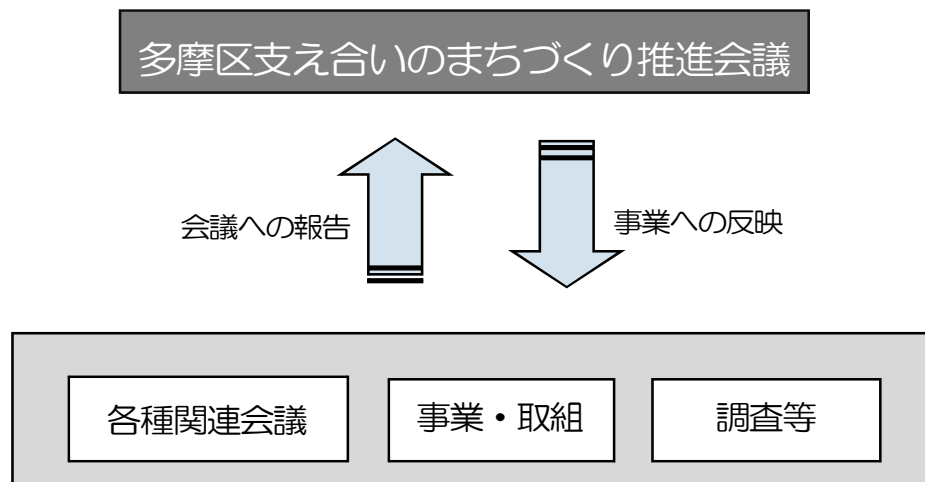 多摩区支え合いのまちづくり推進会議
会議への報告
事業への反映
各種関連会議
事業・取組
調査等